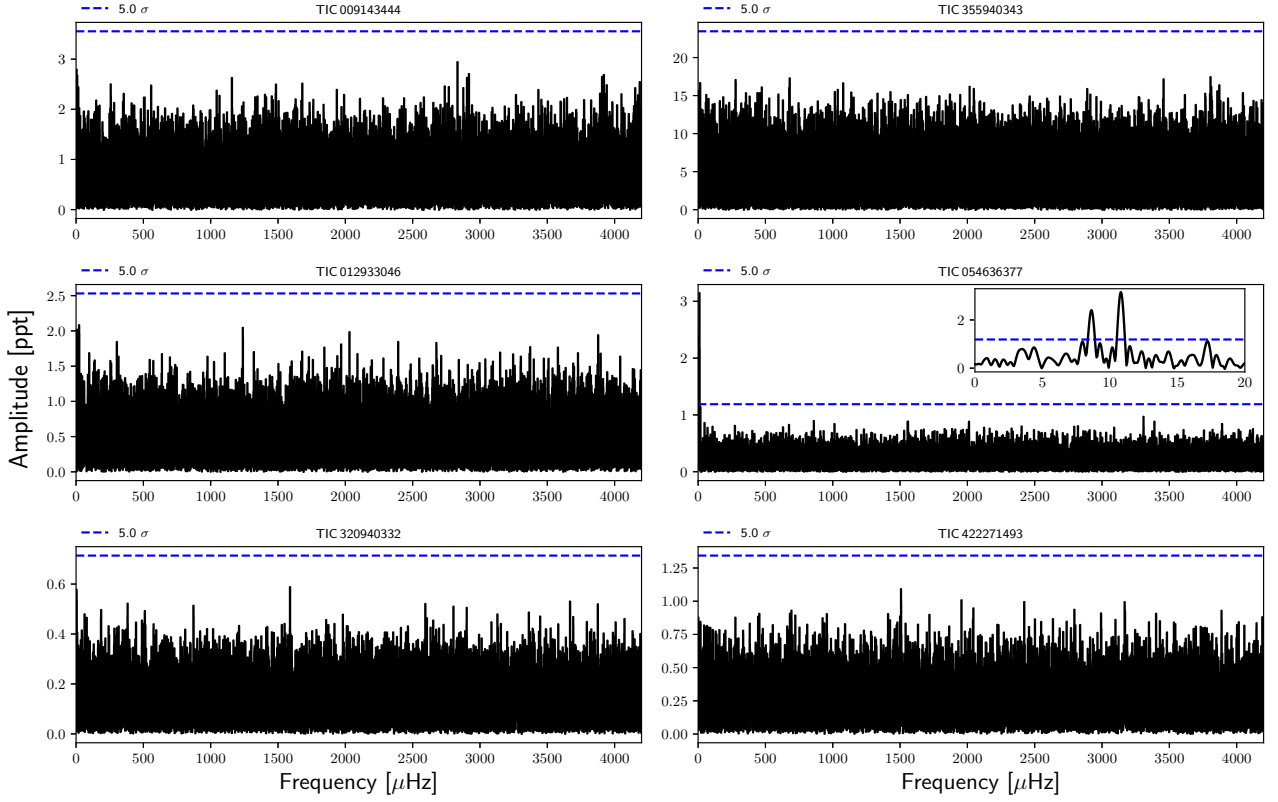 5.0 σ TIC 009143444
3
2
1
0
0 500 1000 1500 2000 2500 3000 3500 4000
5.0 σ TIC 355940343
20
15
10
5
0
0 500 1000 1500 2000 2500 3000 3500 4000
Amplitude [ppt]
5.0 σ TIC 012933046
2.5
2.0
1.5
1.0
0.5
0.0
0 500 1000 1500 2000 2500 3000 3500 4000
5.0 σ TIC 054636377
3
2
1
0
2
0
0 5 10 15 20
0 500 1000 1500 2000 2500 3000 3500 4000
5.0 σ TIC 320940332
0.6
0.4
0.2
0.0
0 500 1000 1500 2000 2500 3000 3500 4000
Frequency [μHz]
5.0 σ TIC 422271493
1.25
1.00
0.75
0.50
0.25
0.00
0 500 1000 1500 2000 2500 3000 3500 4000
Frequency [μHz]